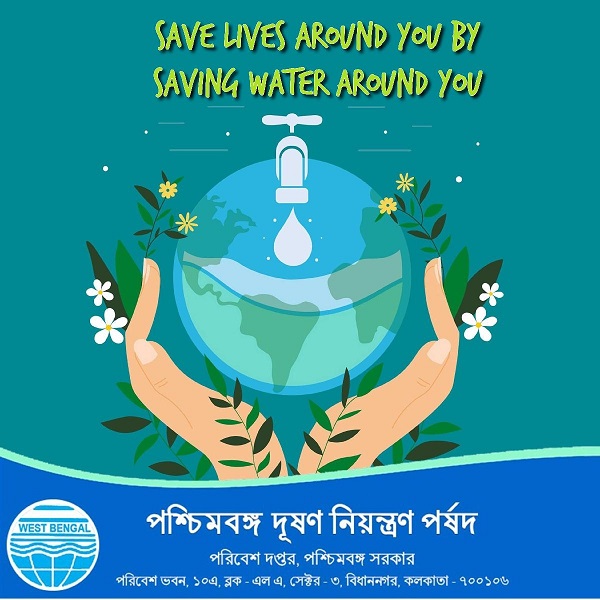 SAVE LIVES AROUND YOU BY
SAVING WATER AROUND YOU
WEST BENGAL
পশ্চিমবঙ্গ দূষণ নিয়ন্ত্রণ পর্ষদ
পরিবেশ দপ্তর, পশ্চিমবঙ্গ সরকার
পরিবেশ ভবন, ১০এ, ব্লক - এল এ, সেক্টর - ৩, বিধাননগর, কলকাতা - ৭০০১০৬